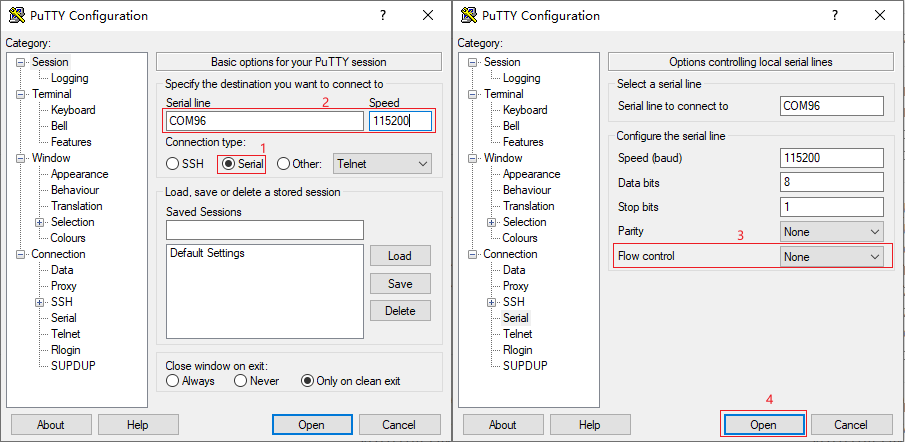 PuTTY Configuration
Category:
Session
Logging
Terminal
Keyboard
Bell
Features
Window
Appearance
Behaviour
Translation
Selection
Colours
Connection
Data
Proxy
SSH
Serial
Telnet
Rlogin
SUPDUP
Basic options for your PuTTY session
Specify the destination you want to connect to
Serial line 2 Speed
COM96 115200
Connection type: 1
SSH Serial Other: Telnet
Load, save or delete a stored session
Saved Sessions
Default Settings
Load
Save
Delete
Close window on exit:
Always Never Only on clean exit
About Help Open Cancel
PuTTY Configuration
Category:
Session
Logging
Terminal
Keyboard
Bell
Features
Window
Appearance
Behaviour
Translation
Selection
Colours
Connection
Data
Proxy
SSH
Serial
Telnet
Rlogin
SUPDUP
Options controlling local serial lines
Select a serial line
Serial line to connect to COM96
Configure the serial line
Speed (baud) 115200
Data bits 8
Stop bits 1
Parity None
3
Flow control None
4
About Help Open Cancel